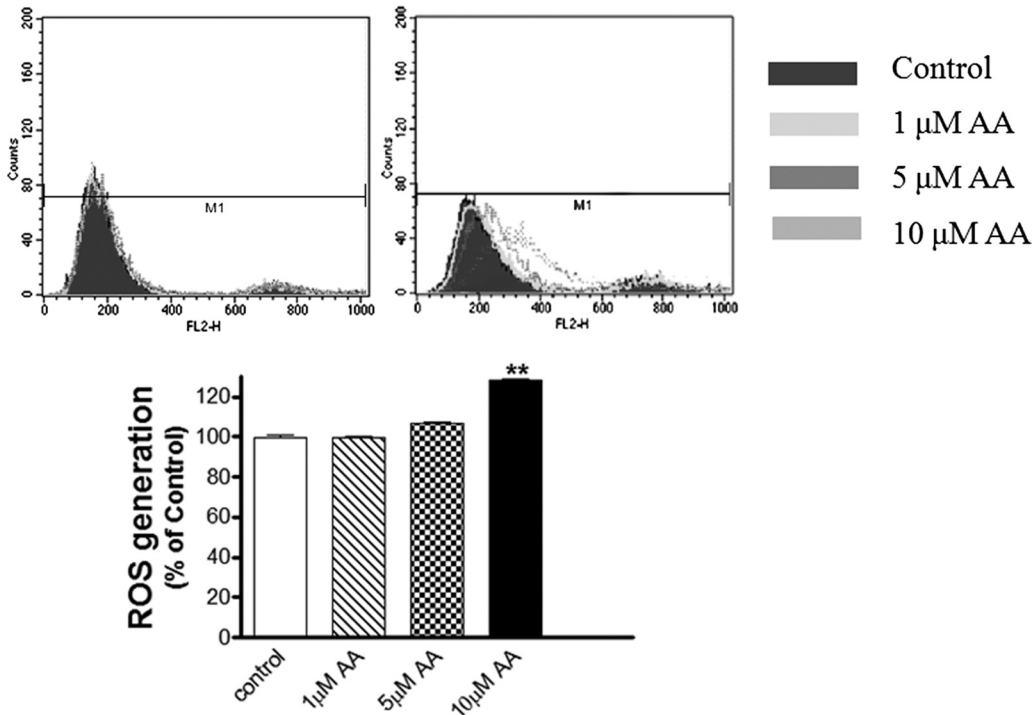 200
160
120
80
40
0
Counts
M1
0 200 400 600 800 1000
FL2-H
200
160
120
80
40
0
Counts
M1
0 200 400 600 800 1000
FL2-H
Control
1 μM AA
5 μM AA
10 μM AA
ROS generation
(% of Control)
120
100
80
60
40
20
0
**
control
1μM AA
5μM AA
10μM AA